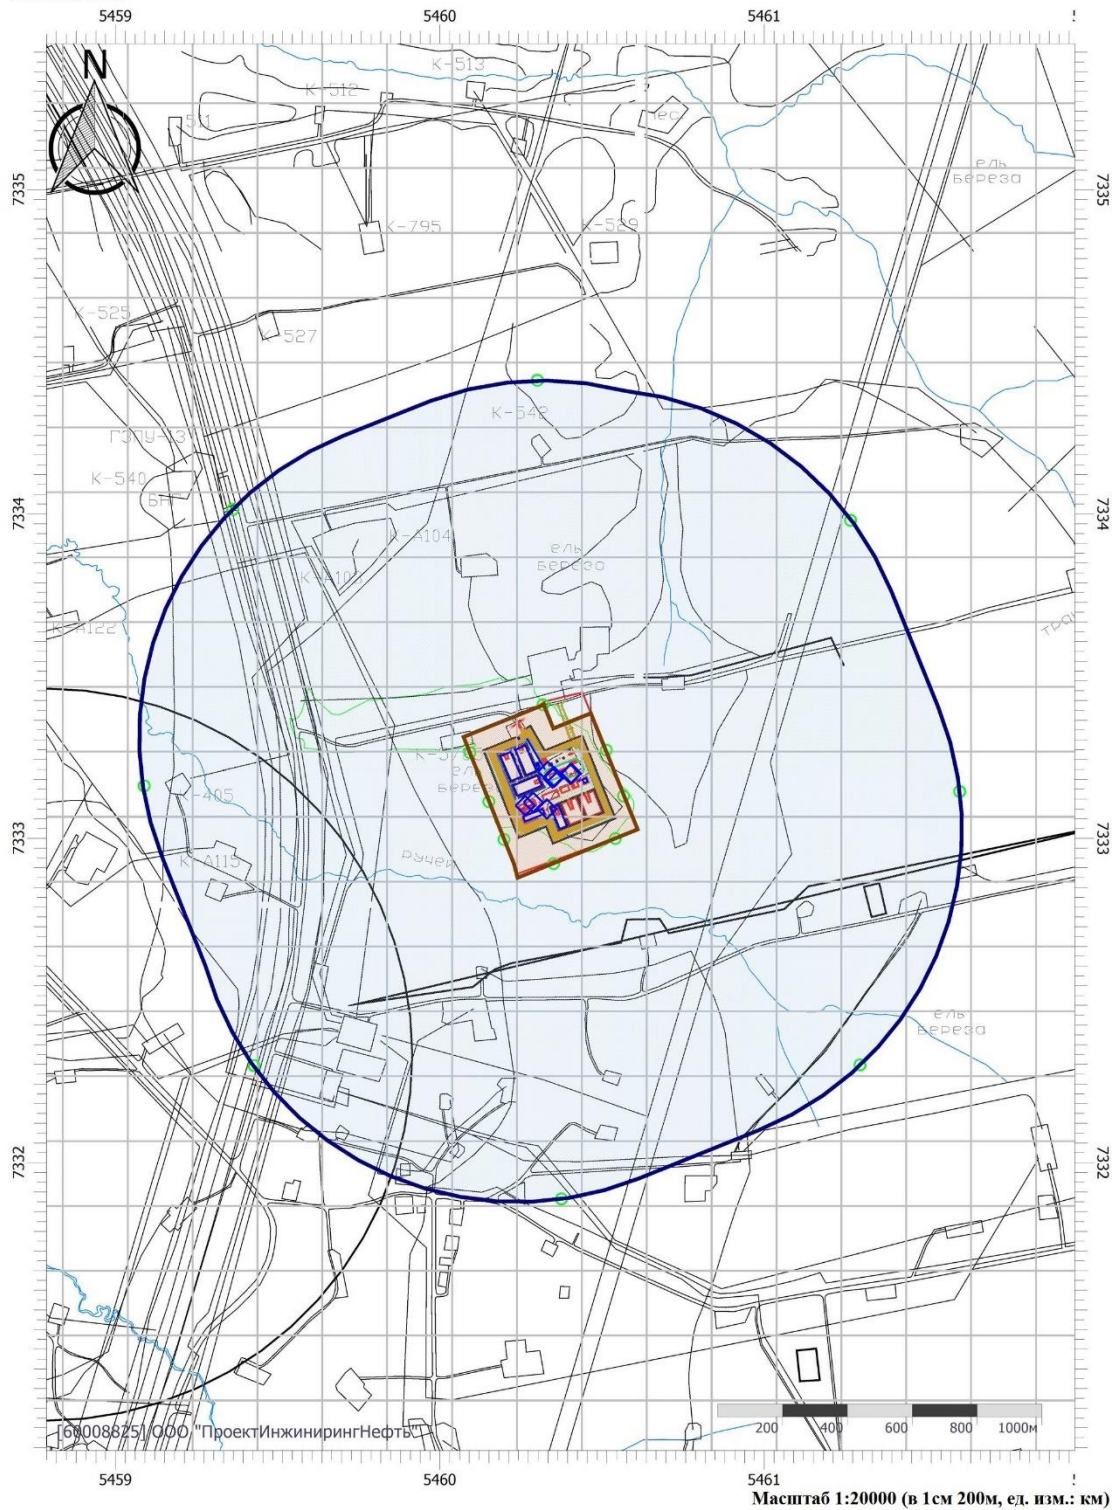 5459 5460 5461
N
К-513
К-512
511
лес
ель
береза
7335
7335
К-795
К-529
К-525
К-527
К-542
ГЗПУ-13
К-540
7334
7334
К-А104
ель
береза
К-А122
К-405
К-А115
ручей
7333
7333
ель
береза
7332
7332
200 400 600 800 1000м
[60008825] ООО "ПроектИнжинирингНефть"
5459 5460 5461
Масштаб 1:20000 (в 1см 200м, ед. изм.: км)